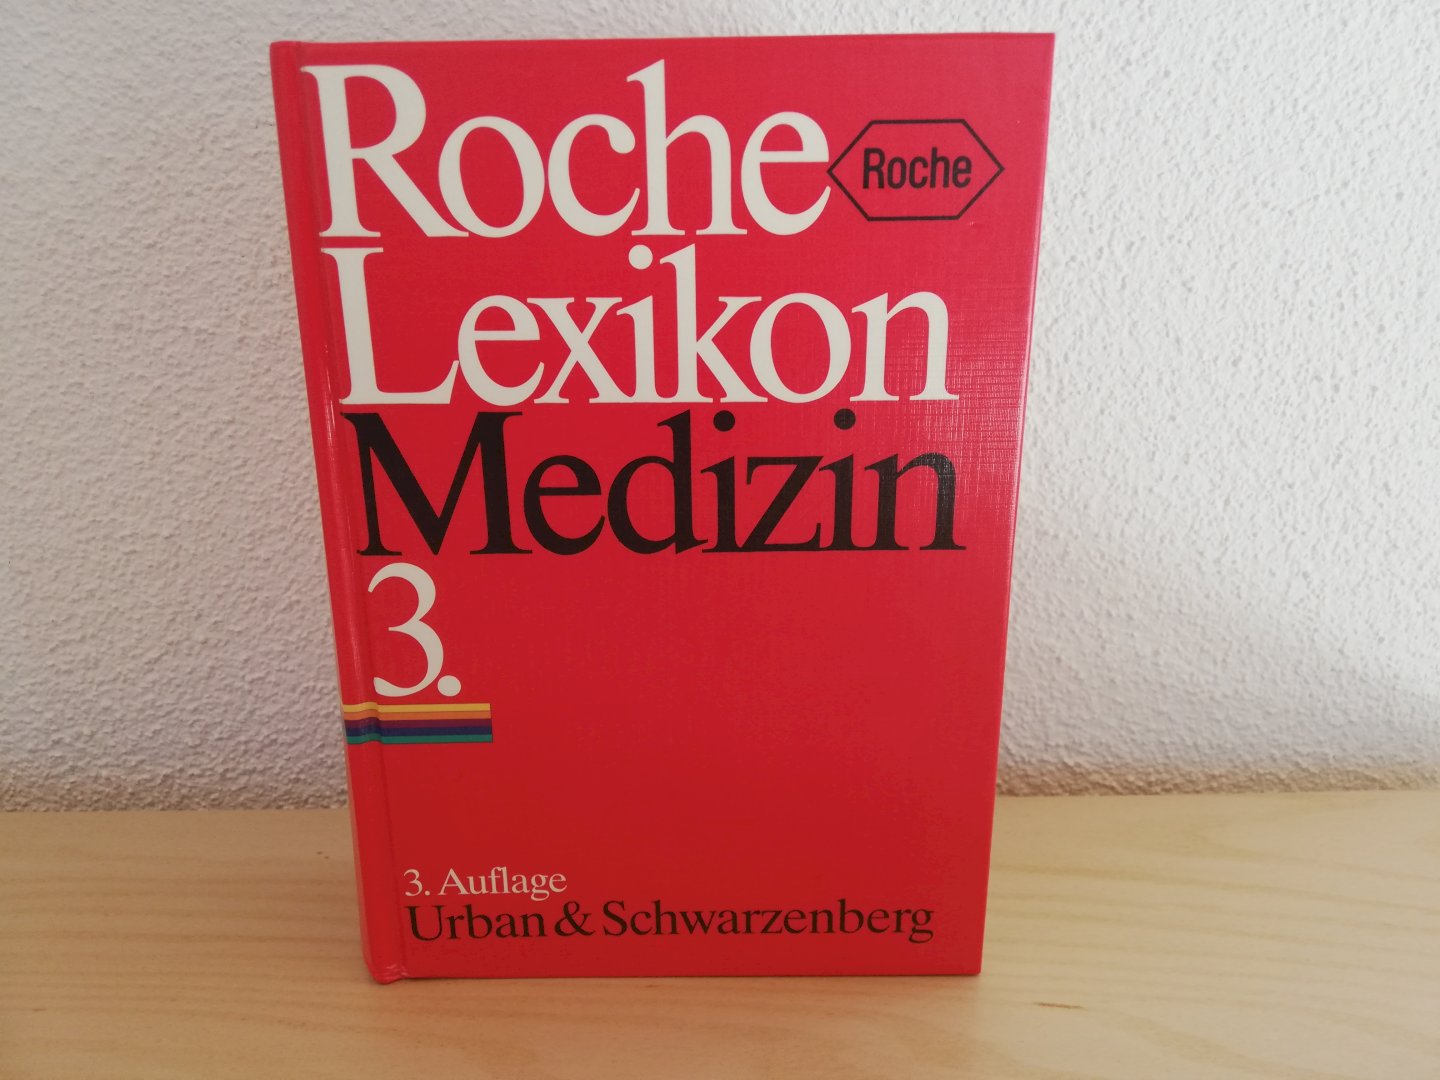 Roche
Roche
Lexikon
Medizin
3.
3. Auflage
Urban & Schwarzenberg